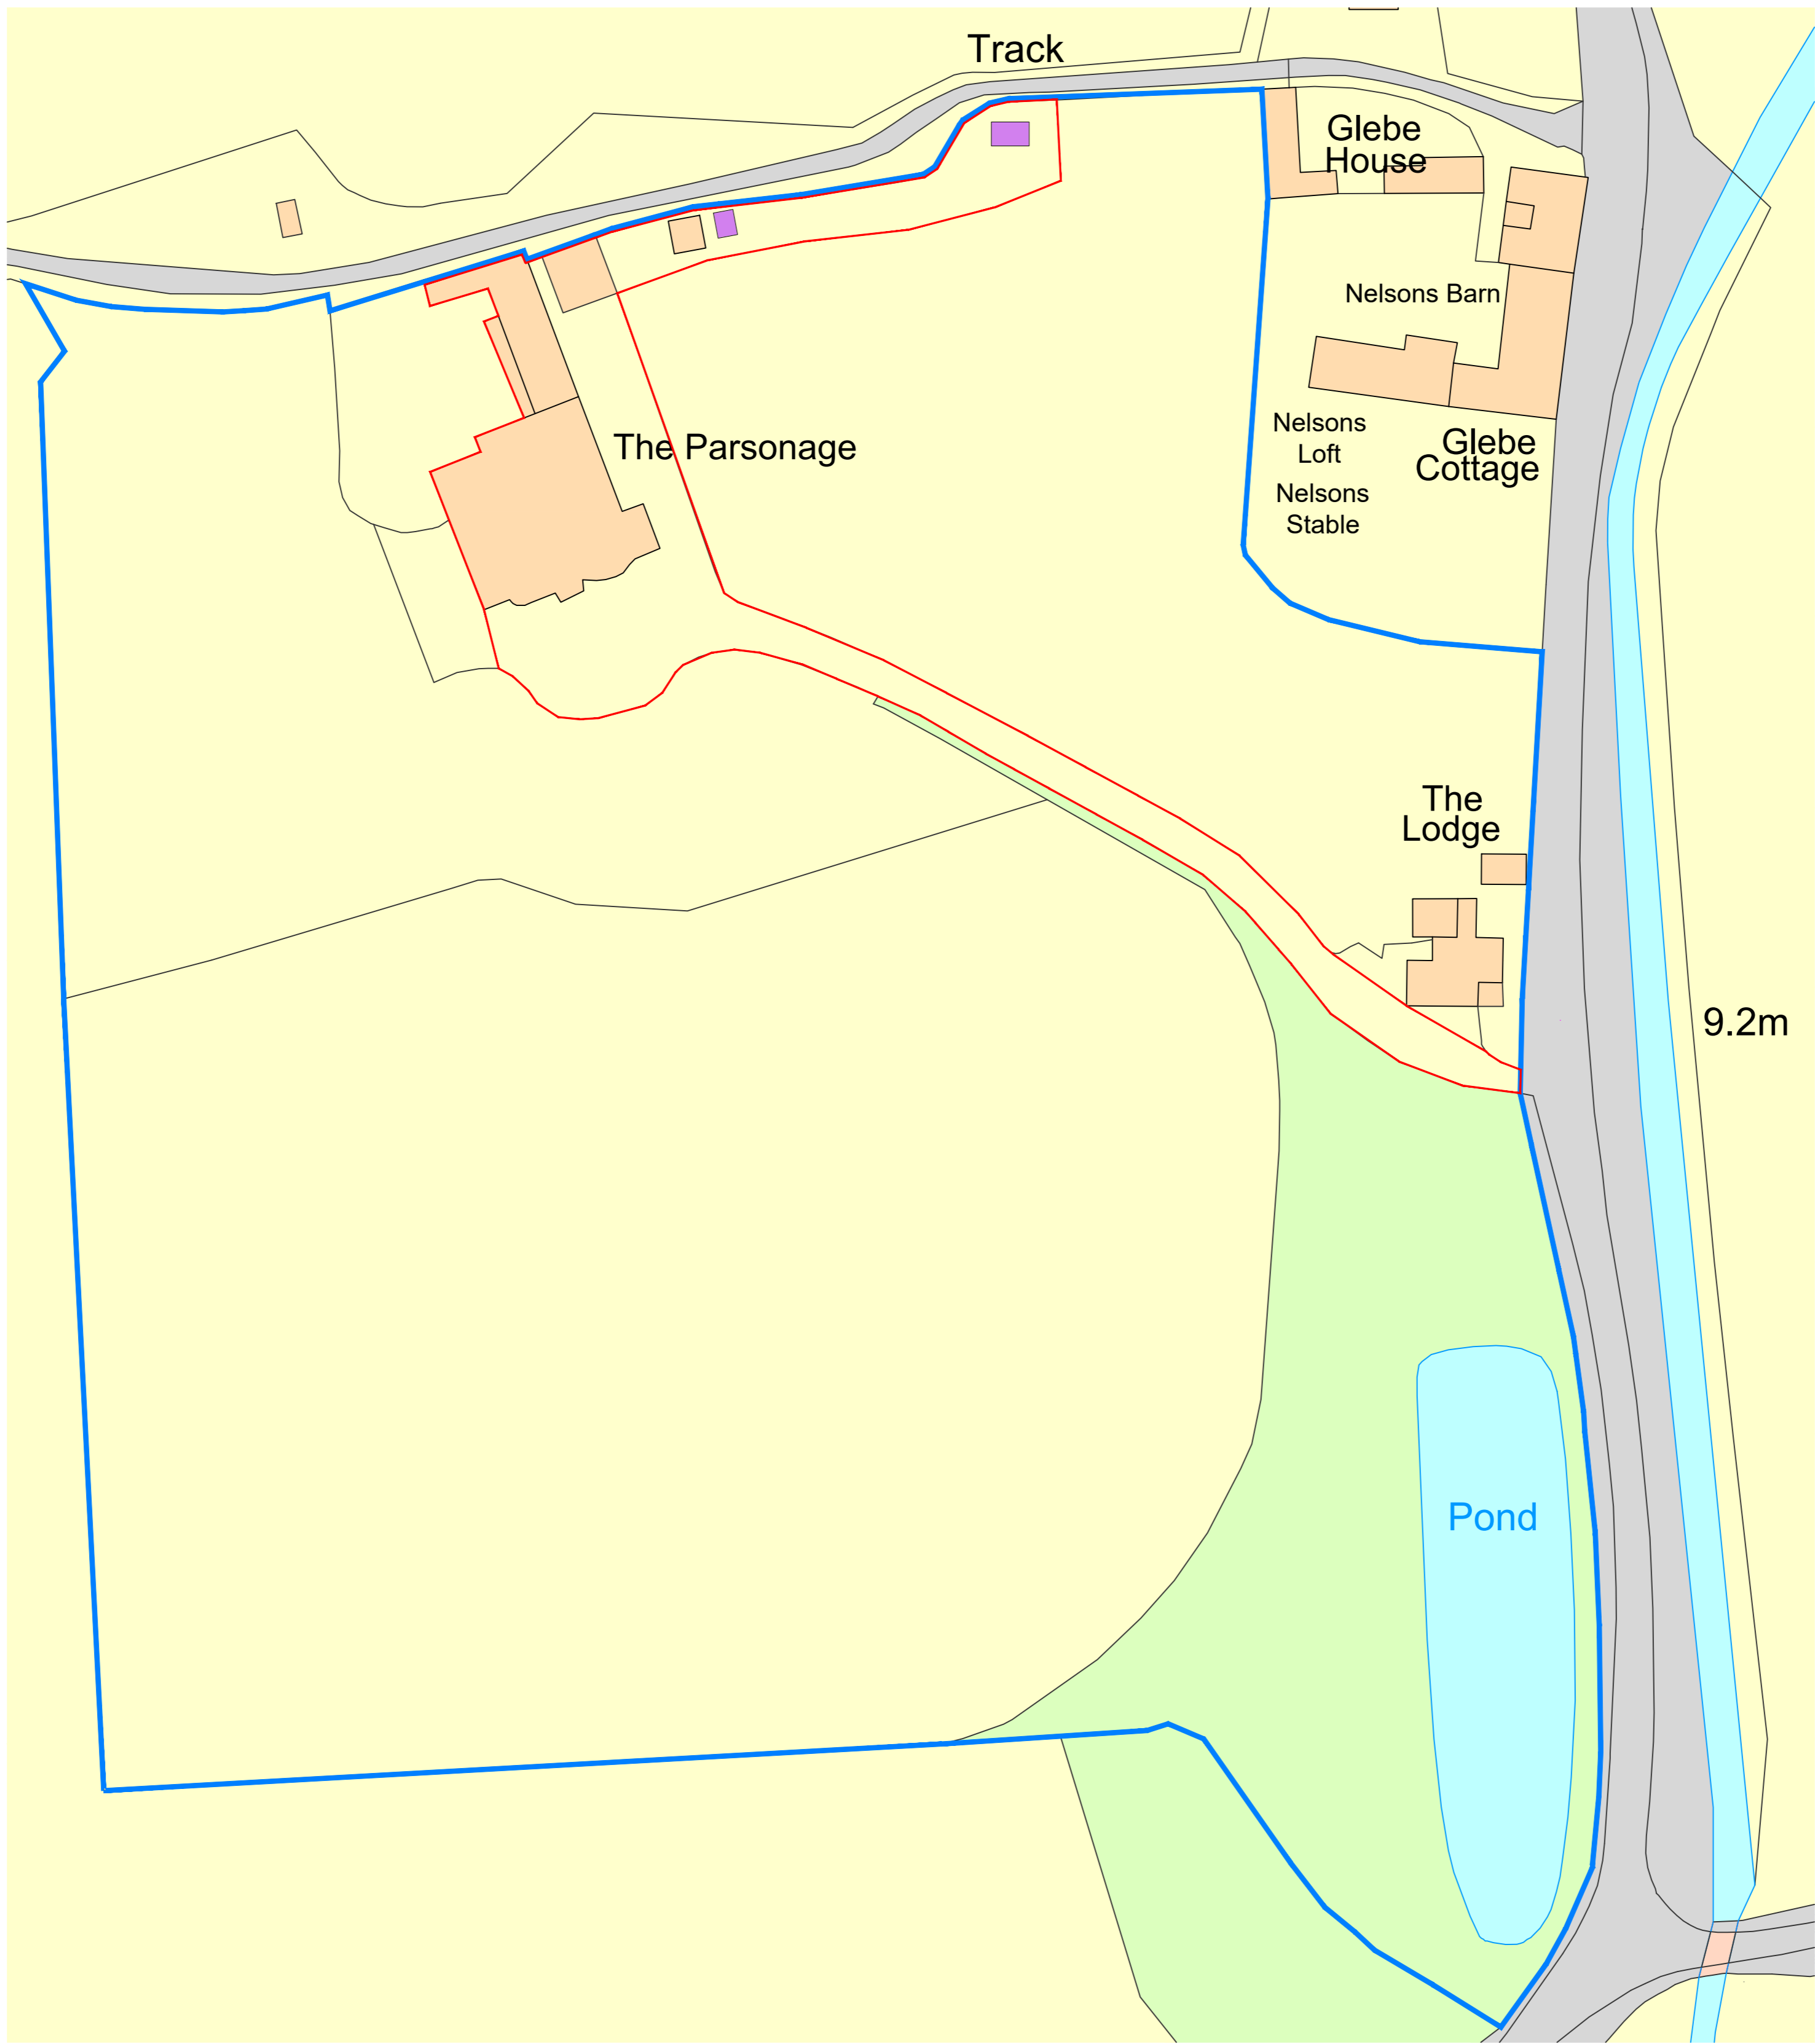 Track
Glebe
House
Nelsons Barn
Nelsons
Loft
Glebe
Cottage
The Parsonage
Nelsons
Stable
The
Lodge
9.2m
Pond